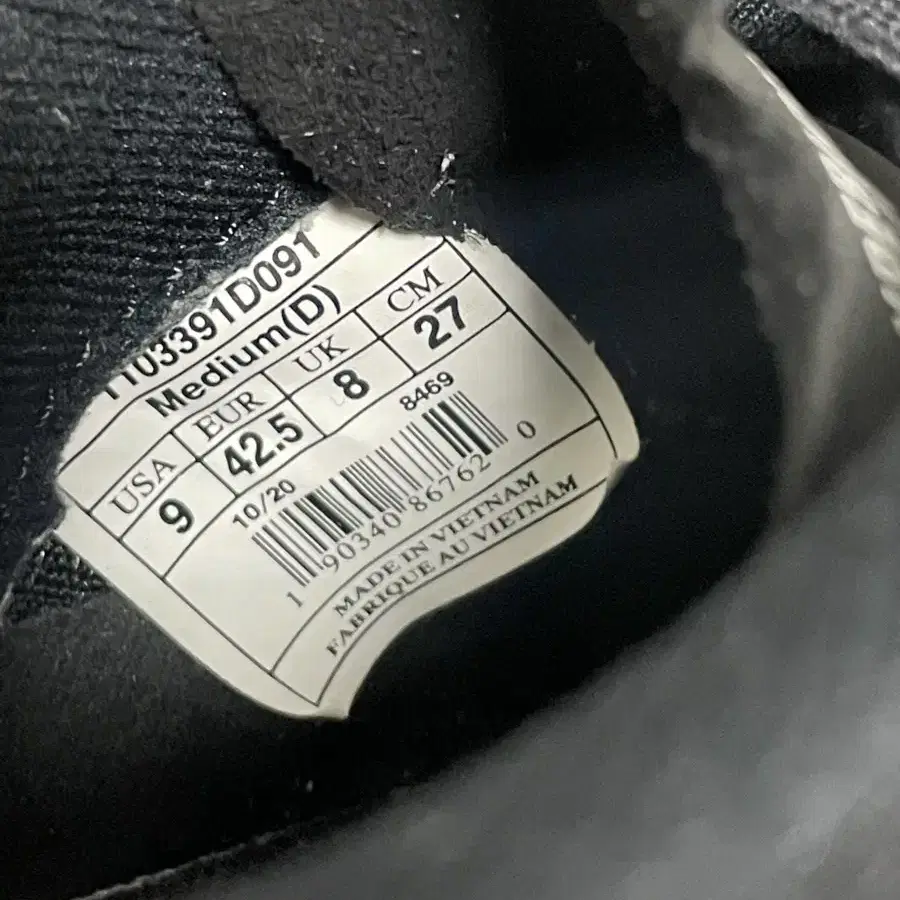 1103391D091
Medium(D)
USA EUR UK CM
9 42.5 8 27
10/20 8469
1 90340 86762 0
MADE IN VIETNAM
FABRIQUE AU VIETNAM